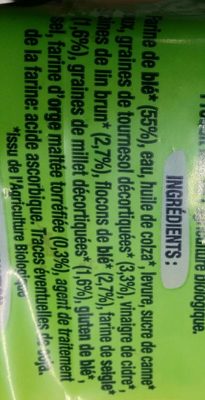 INGRÉDIENTS :
Farine de blé* (55%), eau, huile de colza*, levure, sucre de canne*
graines de tournesol décortiquées* (3,3%), vinaigre de cidre*,
de lin brun* (2,7%), flocons de blé* (2,1%), farine de seigle*
(1,6%), graines de millet décortiquées* (1,6%), gluten de blé*,
sel, farine d'orge maltée torréfiée (0,3%), agent de traitement
de la farine: acide ascorbique. Traces éventuelles de soja.
*Issu de l'Agriculture Biologique